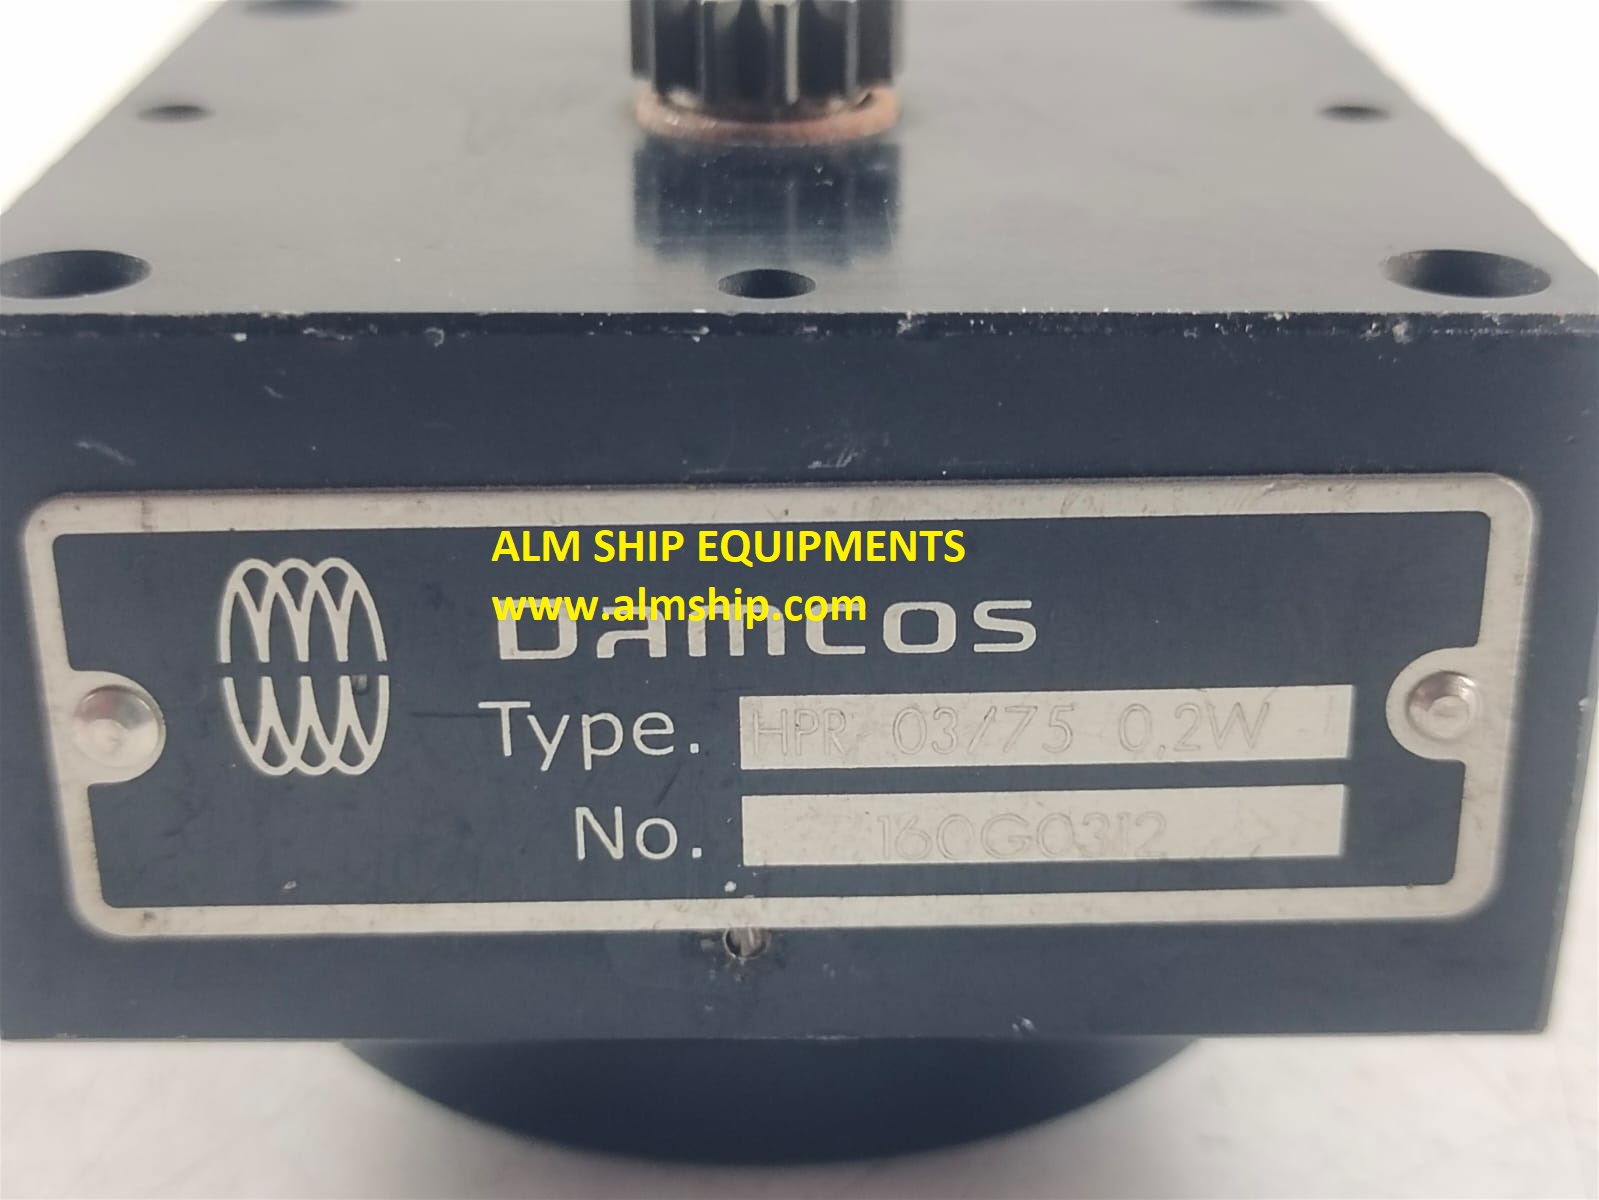 ALM SHIP EQUIPMENTS
www.almship.com
DAMCOS
Type. HPR 03/75 0,2W
No. 160G0312